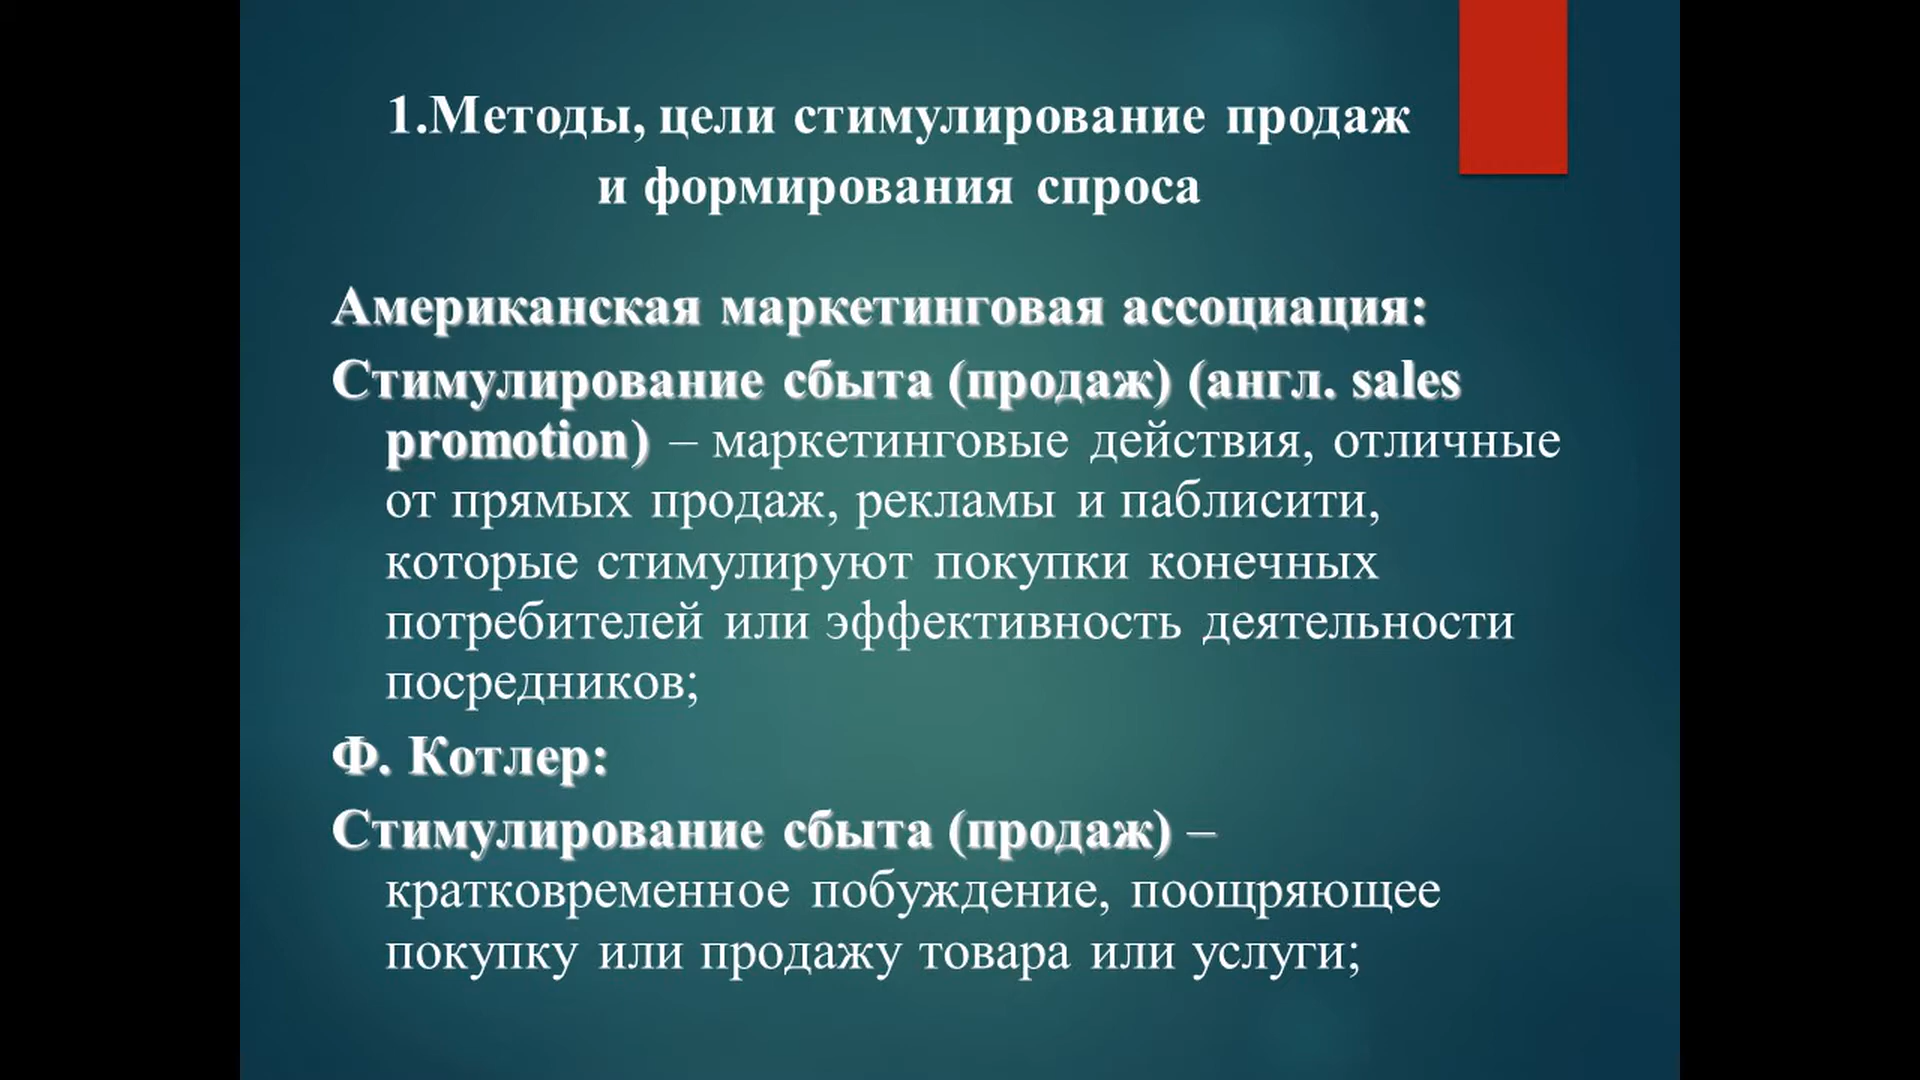 1.Методы, цели стимулирование продаж
и формирования спроса
Американская маркетинговая ассоциация:
Стимулирование сбыта (продаж) (англ. sales
promotion) – маркетинговые действия, отличные
от прямых продаж, рекламы и паблисити,
которые стимулируют покупки конечных
потребителей или эффективность деятельности
посредников;
Ф. Котлер:
Стимулирование сбыта (продаж) –
кратковременное побуждение, поощряющее
покупку или продажу товара или услуги;